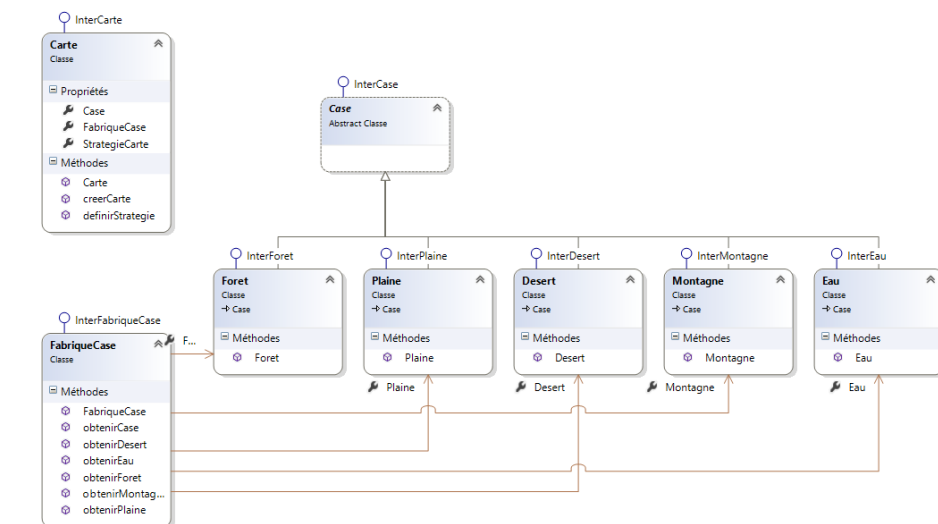 InterCarte
Carte
Classe
Propriétés
Case
FabriqueCase
StrategieCarte
Méthodes
Carte
creerCarte
definirStrategie
InterCase
Case
Abstract Classe
InterForet
Foret
Classe
Case
Méthodes
Foret
InterPlaine
Plaine
Classe
Case
Méthodes
Plaine
Plaine
InterDesert
Desert
Classe
Case
Méthodes
Desert
Desert
InterMontagne
Montagne
Classe
Case
Méthodes
Montagne
Montagne
InterEau
Eau
Classe
Case
Méthodes
Eau
Eau
InterFabriqueCase
FabriqueCase
Classe
F...
Méthodes
FabriqueCase
obtenirCase
obtenirDesert
obtenirEau
obtenirForet
obtenirMontag...
obtenirPlaine